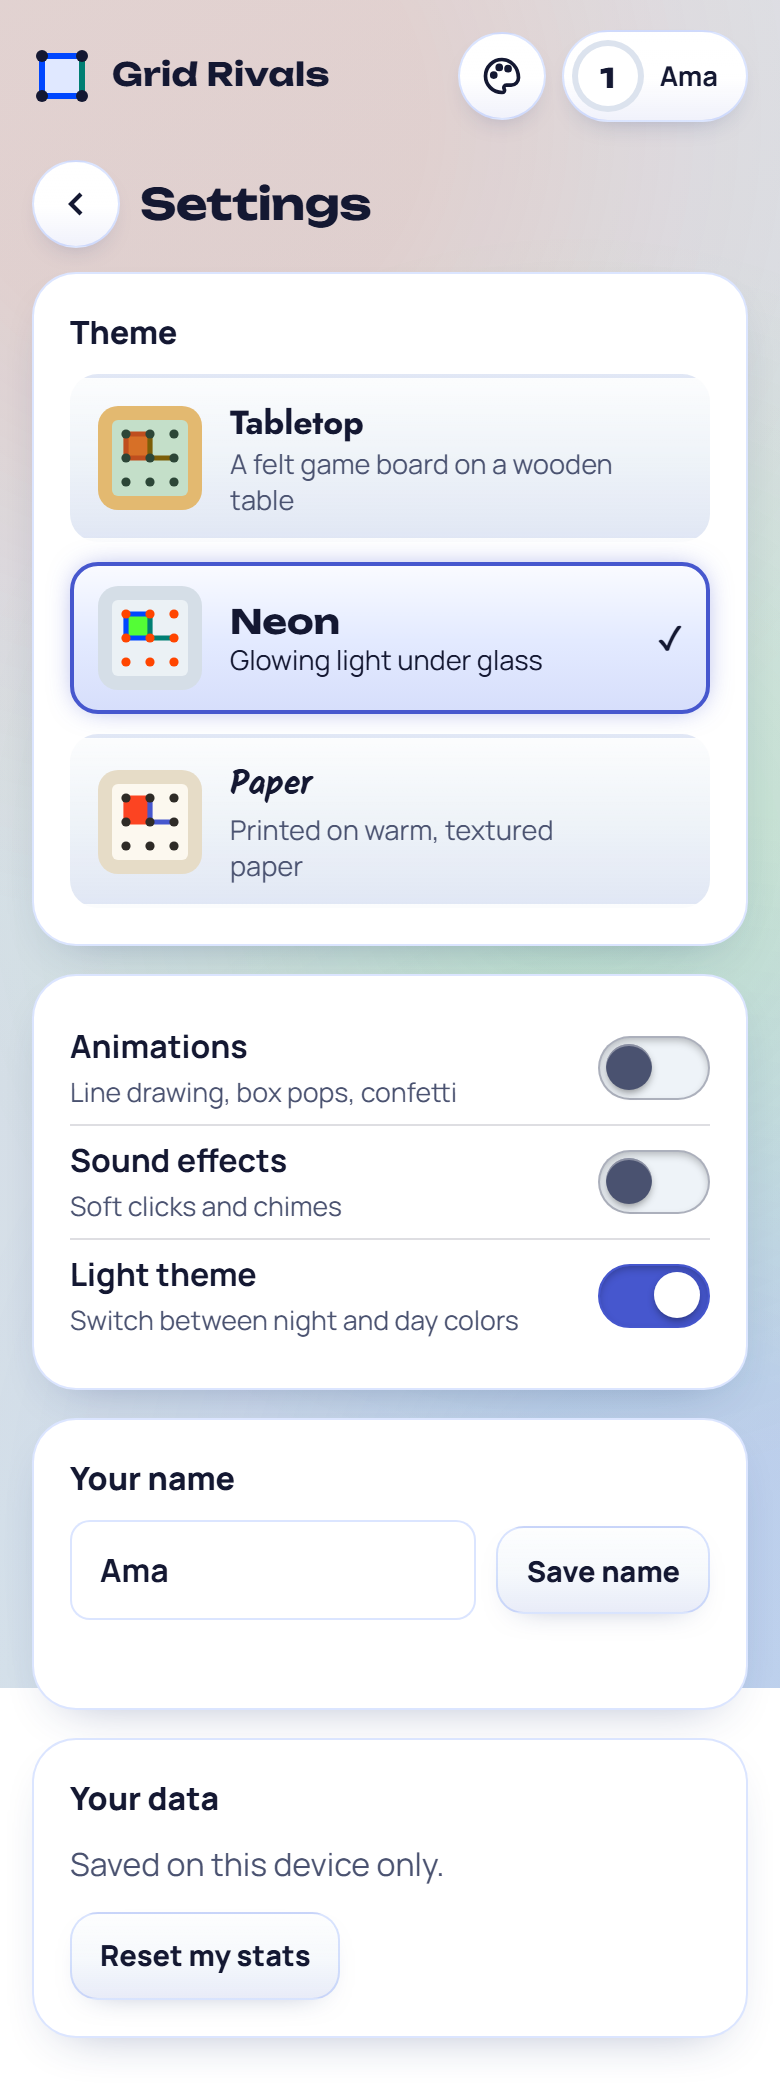 Grid Rivals
1
Ama
Settings
Theme
Tabletop
A felt game board on a wooden
table
Neon
Glowing light under glass
✓
Paper
Printed on warm, textured
paper
Animations
Line drawing, box pops, confetti
Sound effects
Soft clicks and chimes
Light theme
Switch between night and day colors
Your name
Ama
Save name
Your data
Saved on this device only.
Reset my stats